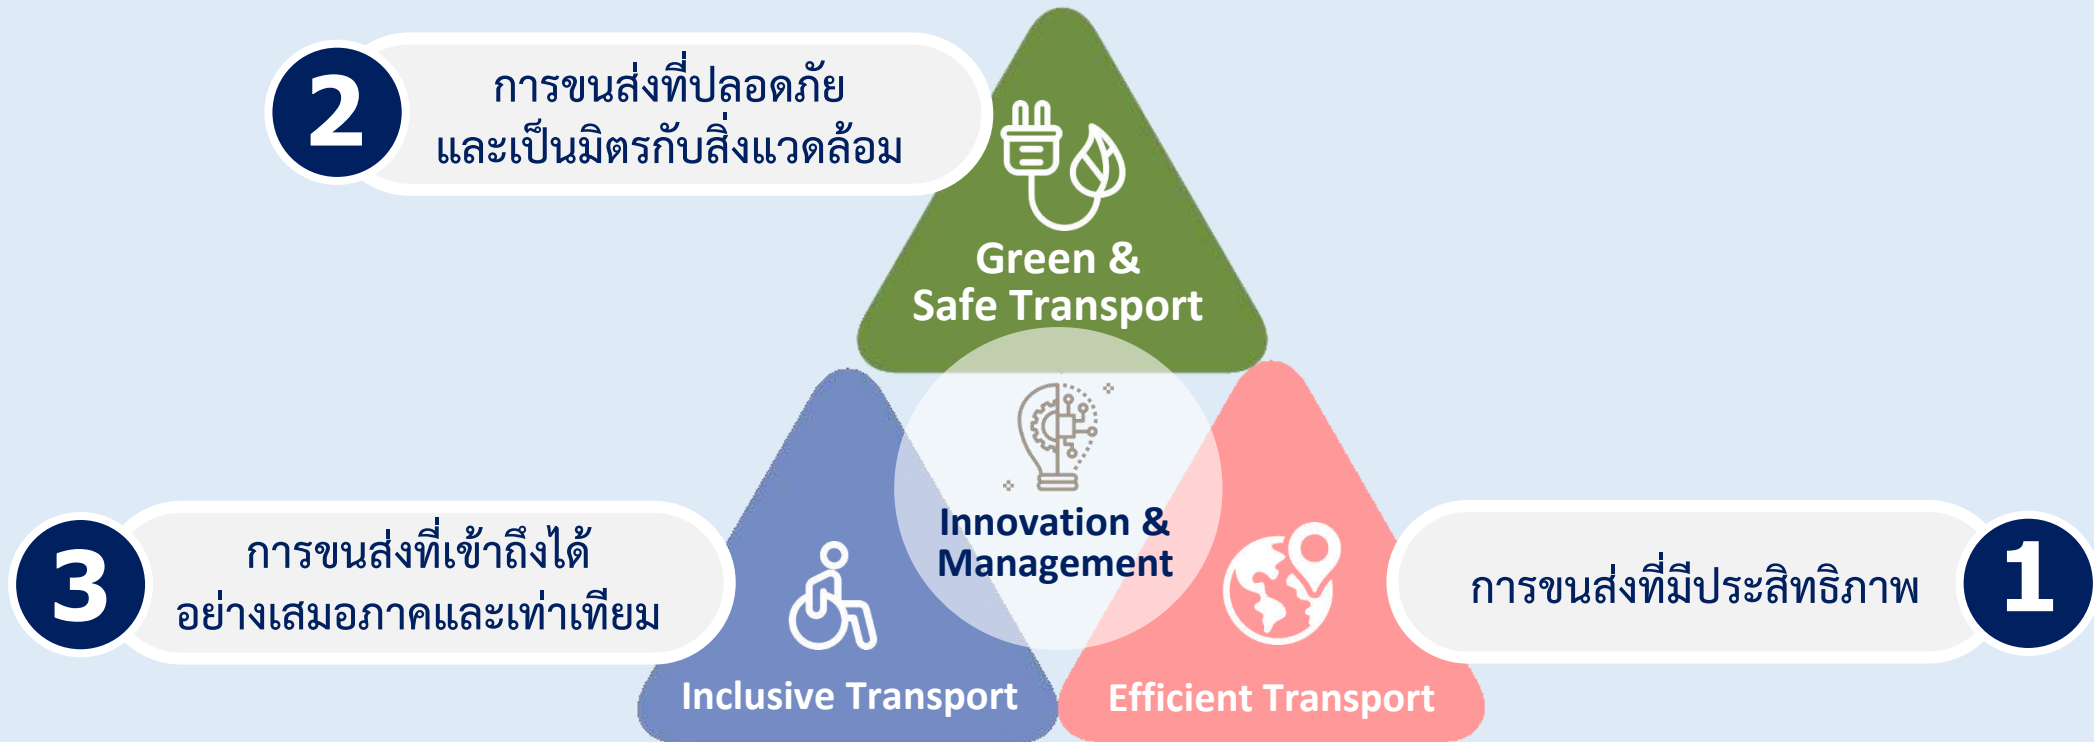 2
การขนส่งที่ปลอดภัย
และเป็นมิตรกับสิ่งแวดล้อม
Green &
Safe Transport
Innovation &
Management
3
การขนส่งที่เข้าถึงได้
อย่างเสมอภาคและเท่าเทียม
Inclusive Transport
Efficient Transport
การขนส่งที่มีประสิทธิภาพ
1